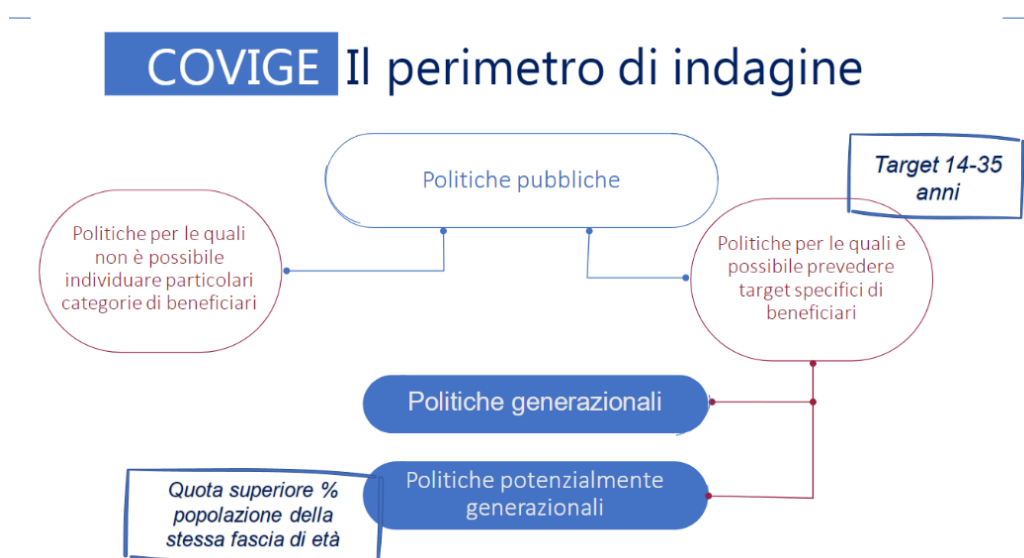 COVIGE Il perimetro di indagine
Politiche pubbliche
Target 14-35
anni
Politiche per le quali
non è possibile
individuare particolari
categorie di beneficiari
Politiche per le quali è
possibile prevedere
target specifici di
beneficiari
Politiche generazionali
Politiche potenzialmente
generazionali
Quota superiore %
popolazione della
stessa fascia di età